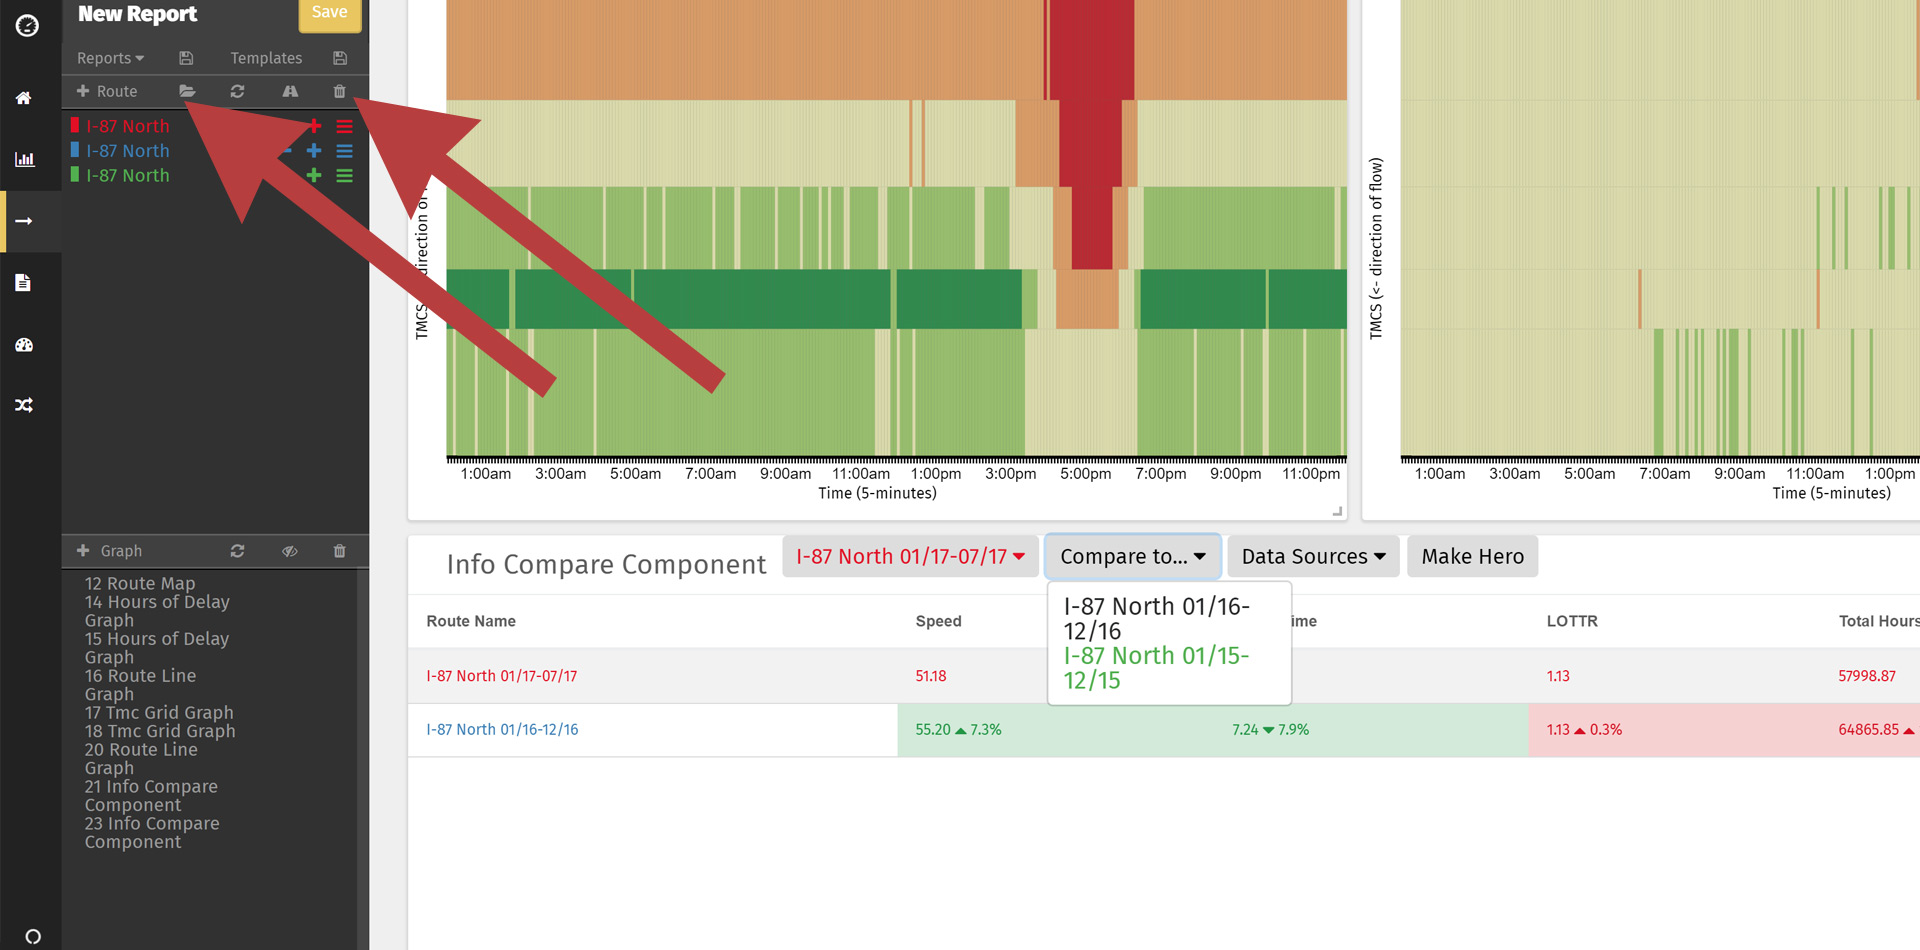 New Report
Save
Reports
Templates
Route
I-87 North
I-87 North
I-87 North
Graph
12 Route Map
14 Hours of Delay
Graph
15 Hours of Delay
Graph
16 Route Line
Graph
17 Tmc Grid Graph
18 Tmc Grid Graph
20 Route Line
Graph
21 Info Compare
Component
23 Info Compare
Component
TMCS
direction of
1:00am 3:00am 5:00am 7:00am 9:00am 11:00am 1:00pm 3:00pm 5:00pm 7:00pm 9:00pm 11:00pm
Time (5-minutes)
TMCS (<- direction of flow)
1:00am 3:00am 5:00am 7:00am 9:00am 11:00am 1:00pm
Time (5-minutes)
Info Compare Component
I-87 North 01/17-07/17
Compare to...
Data Sources
Make Hero
I-87 North 01/16-
12/16
I-87 North 01/15-
12/15
Route Name Speed ime LOTTR Total Hours
I-87 North 01/17-07/17 51.18 1.13 57998.87
I-87 North 01/16-12/16 55.20 ▲ 7.3% 7.24 ▼ 7.9% 1.13 ▲ 0.3% 64865.85 ▲